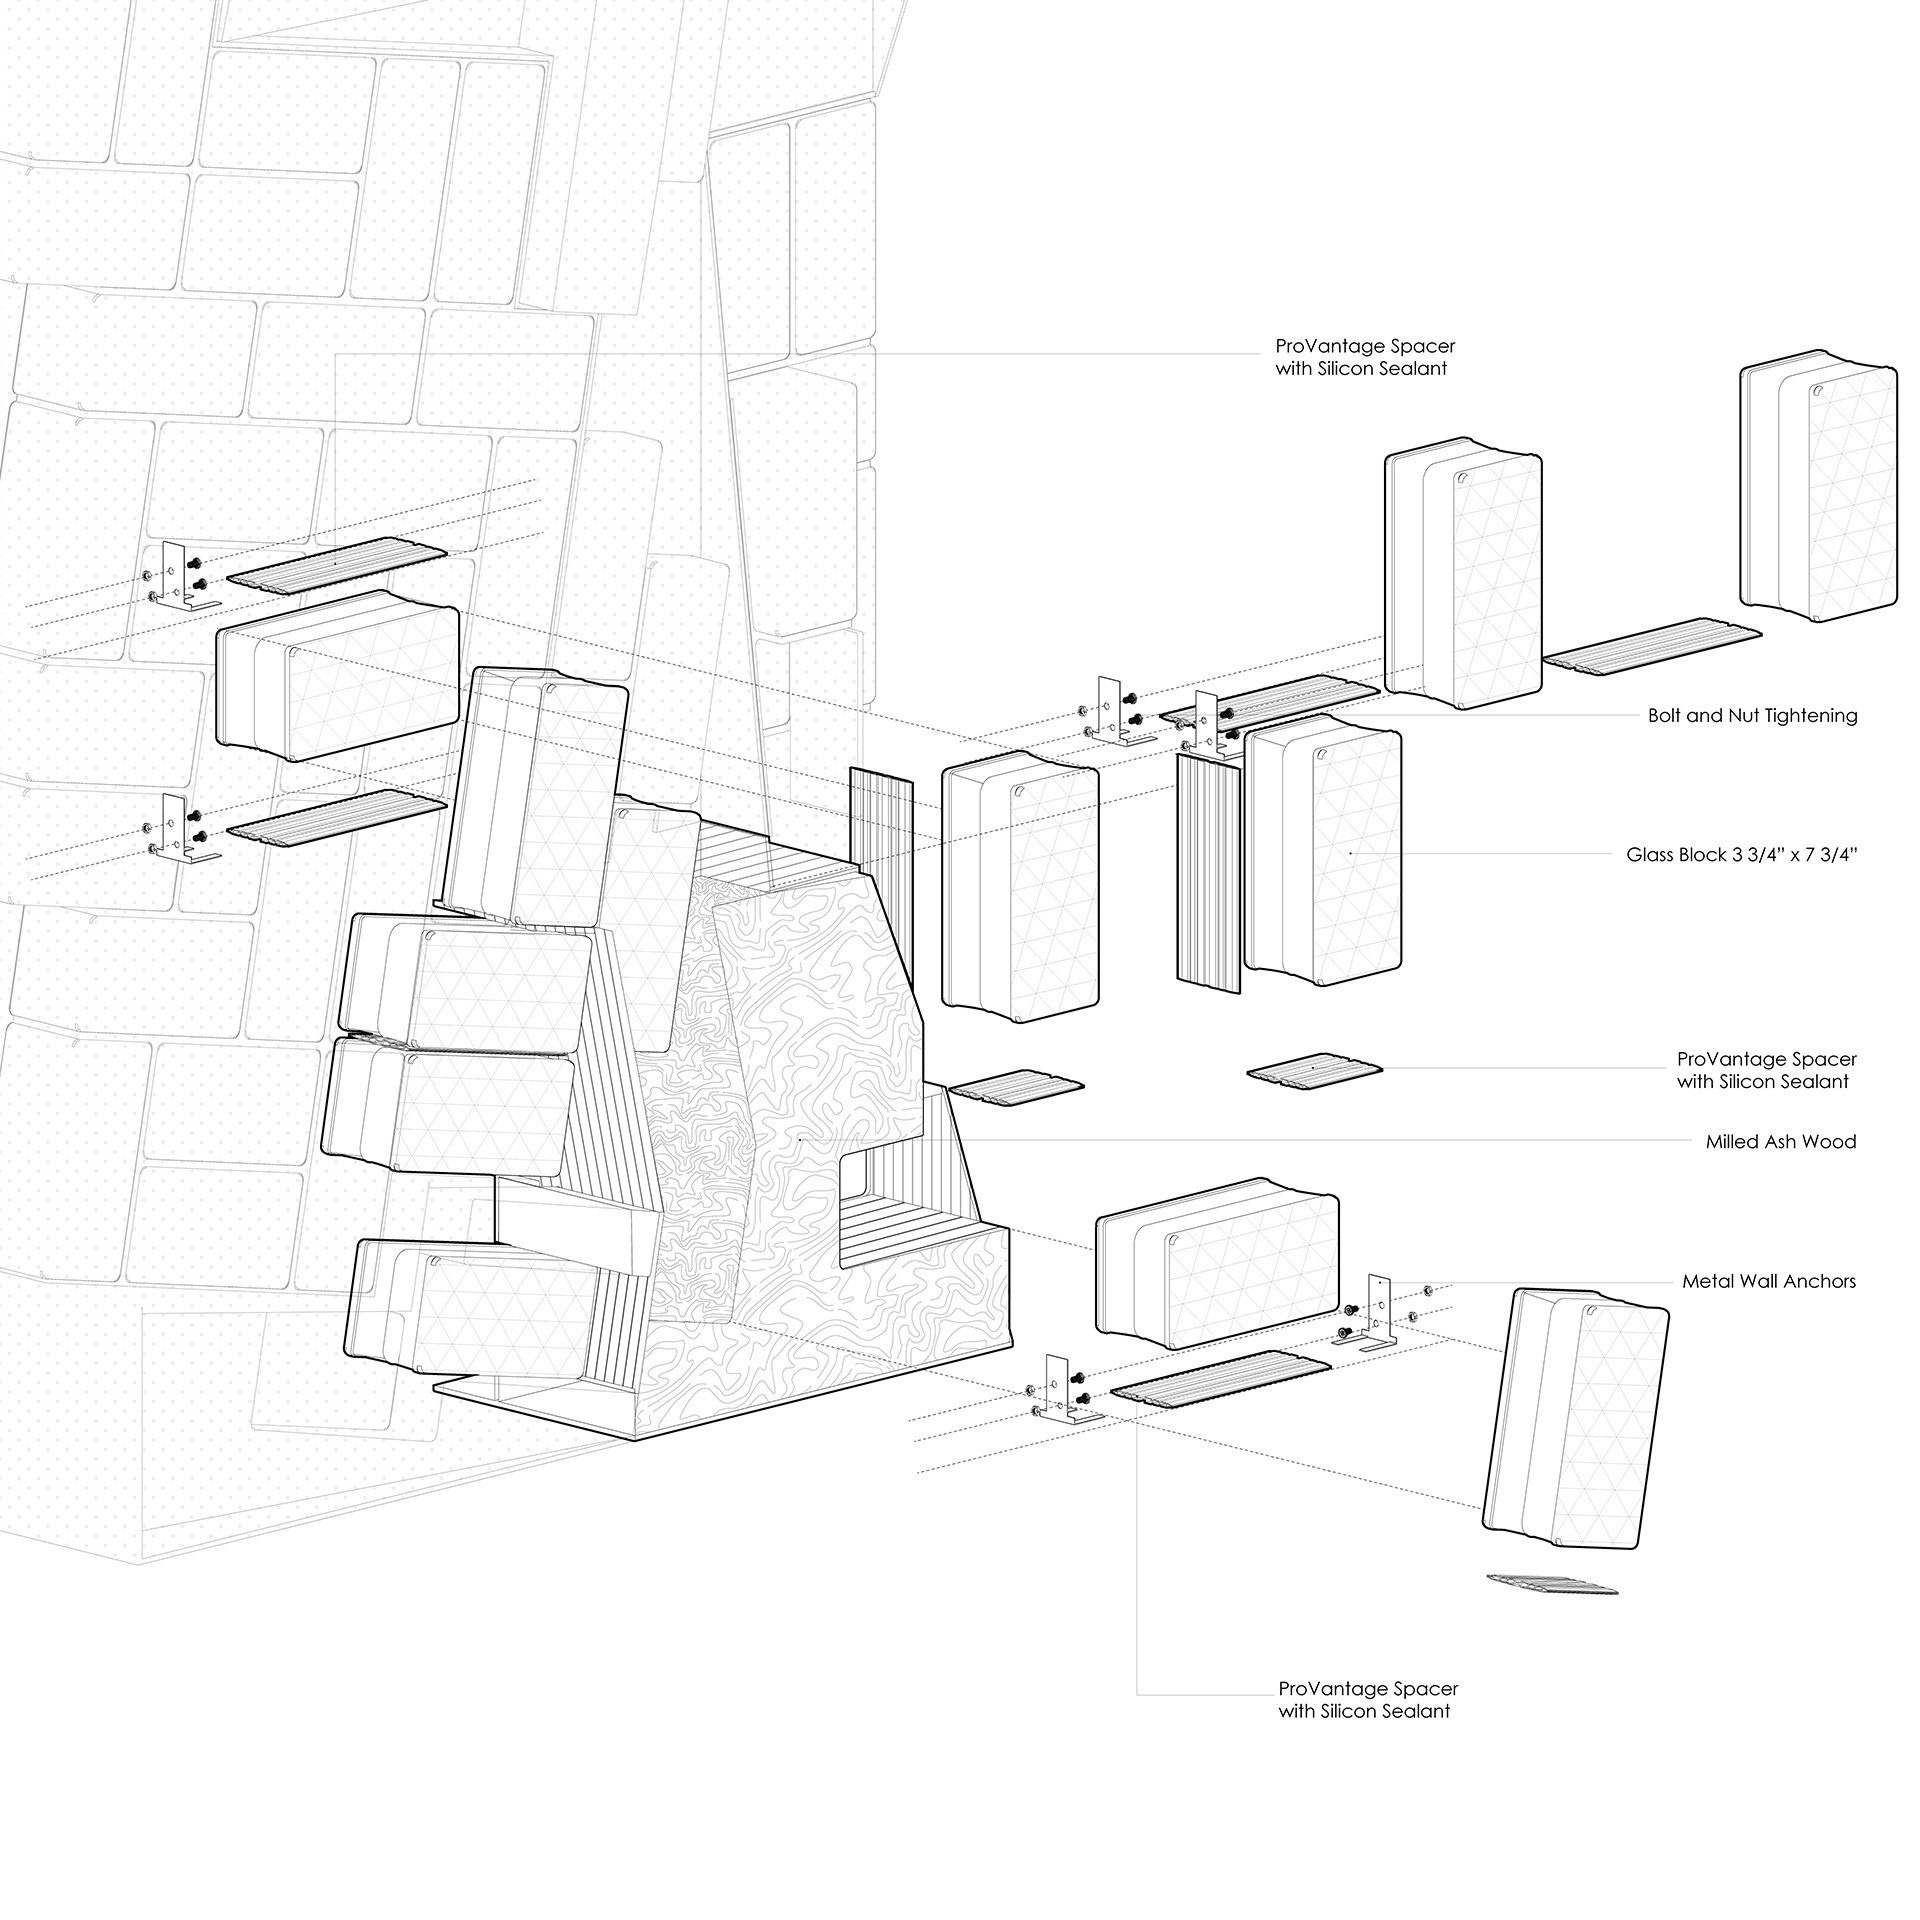 ProVantage Spacer
with Silicon Sealant
Bolt and Nut Tightening
Glass Block 3 3/4” x 7 3/4”
ProVantage Spacer
with Silicon Sealant
Milled Ash Wood
Metal Wall Anchors
ProVantage Spacer
with Silicon Sealant